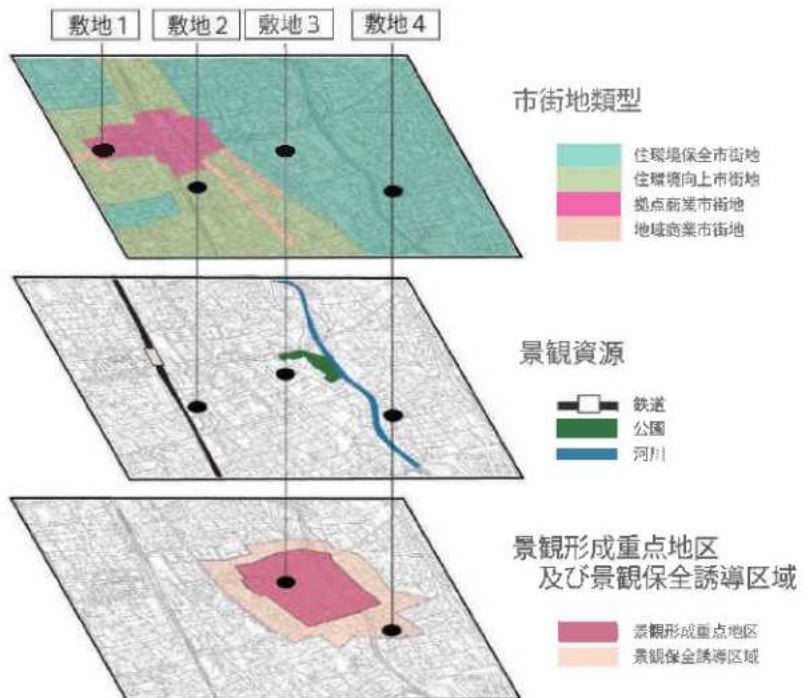 敷地1
敷地2
敷地3
敷地4
市街地類型
住環境保全市街地
住環境向上市街地
拠点商業市街地
地域商業市街地
景観資源
鉄道
公園
河川
景観形成重点地区
及び景観保全誘導区域
景観形成重点地区
景観保全誘導区域